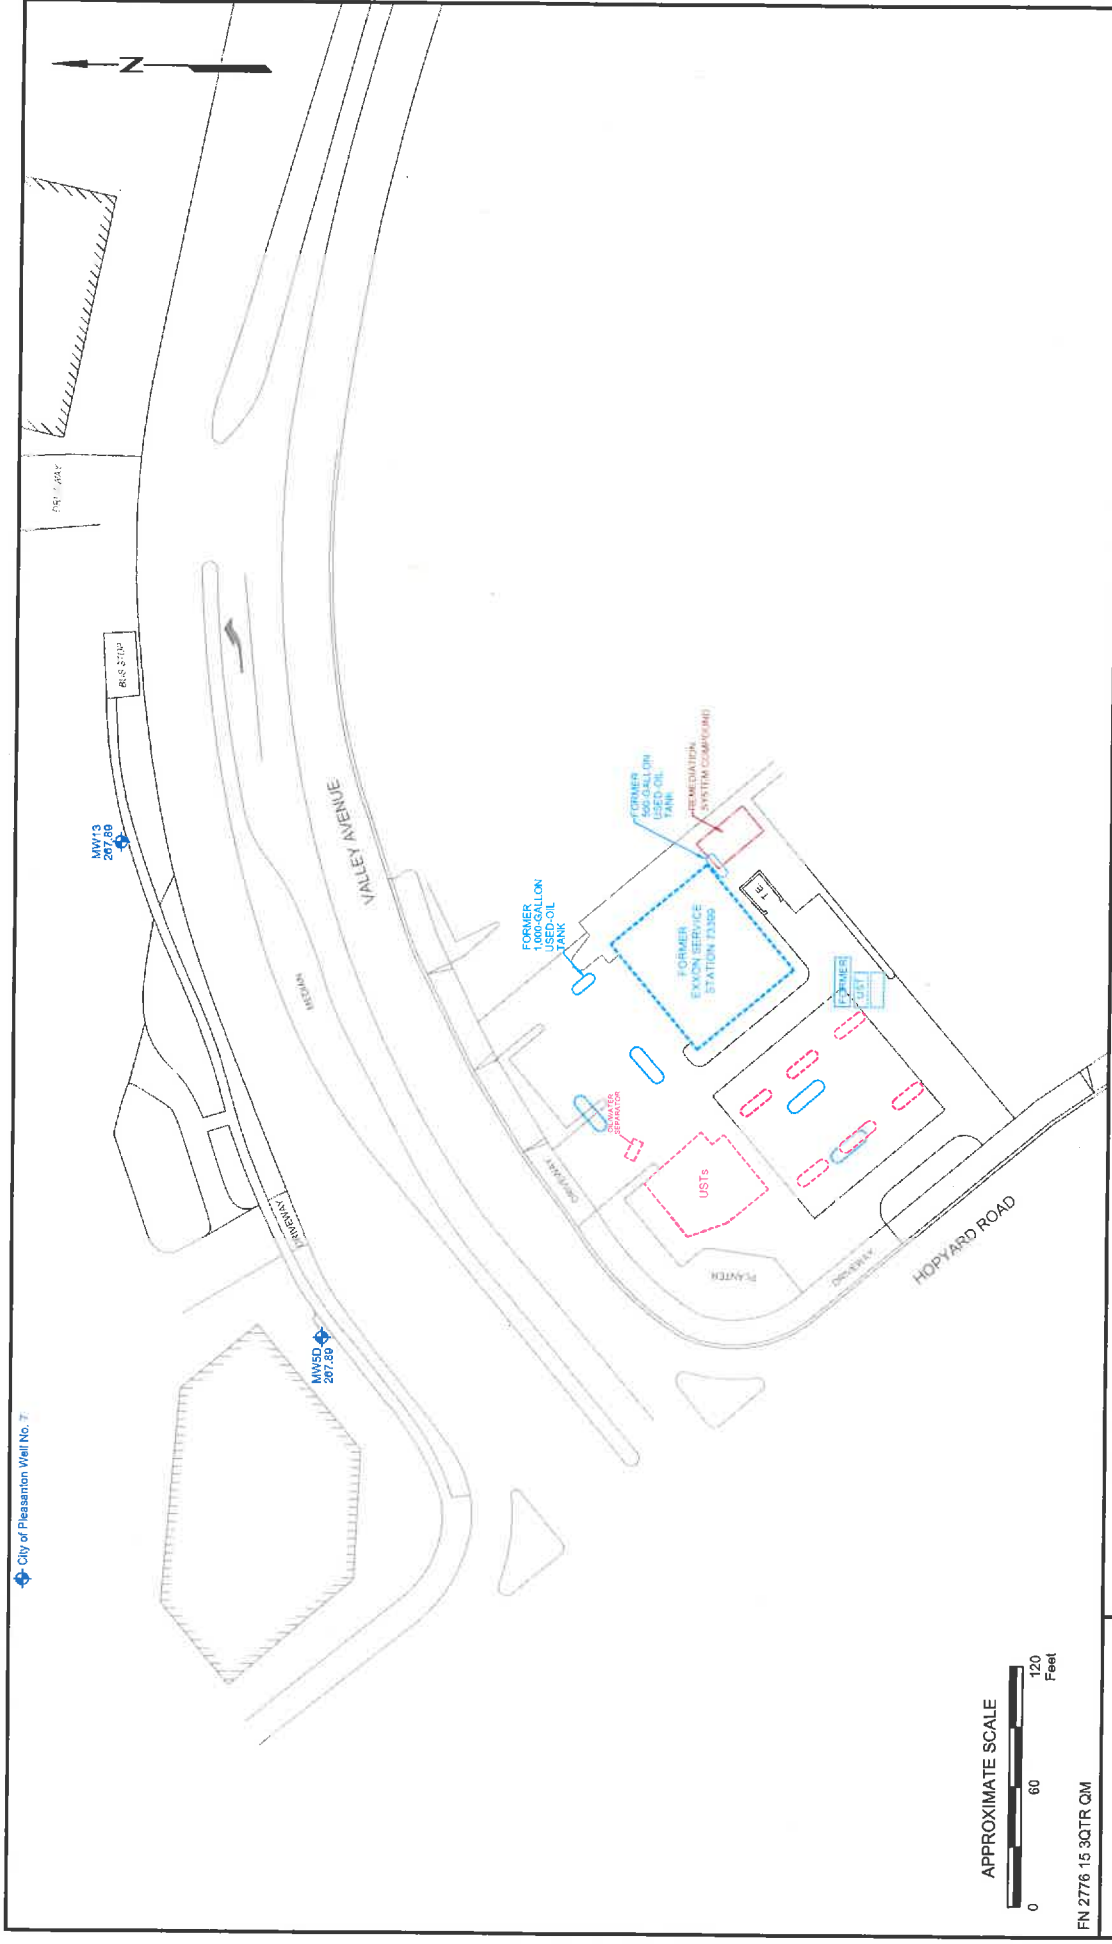 City of Pleasanton Well No. 7
N
DRIVEWAY
BUS STOP
MW13
267.89
MEDIAN
VALLEY AVENUE
DRIVEWAY
MW5D
267.89
FORMER
1,000-GALLON
USED-OIL
TANK
FORMER
500-GALLON
USED-OIL
TANK
REMEDIATION
SYSTEM COMPOUND
FORMER
EXXON SERVICE
STATION 73399
T.E.
FORMER
UST
OIL/WATER
SEPARATOR
USTs
DRIVEWAY
PLANTER
DRIVEWAY
HOPYARD ROAD
APPROXIMATE SCALE
0
60
120
Feet
FN 2776 15 3QTR QM